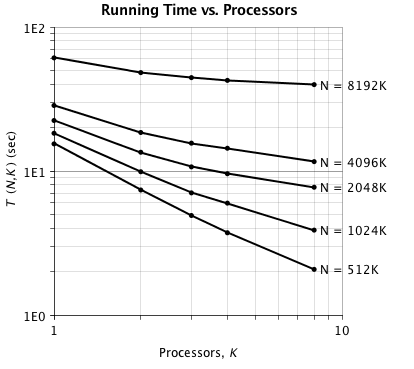 Running Time vs. Processors
1E2
N = 8192K
N = 4096K
1E1
N = 2048K
T (N,K) (sec)
N = 1024K
N = 512K
1E0
1 10
Processors, K